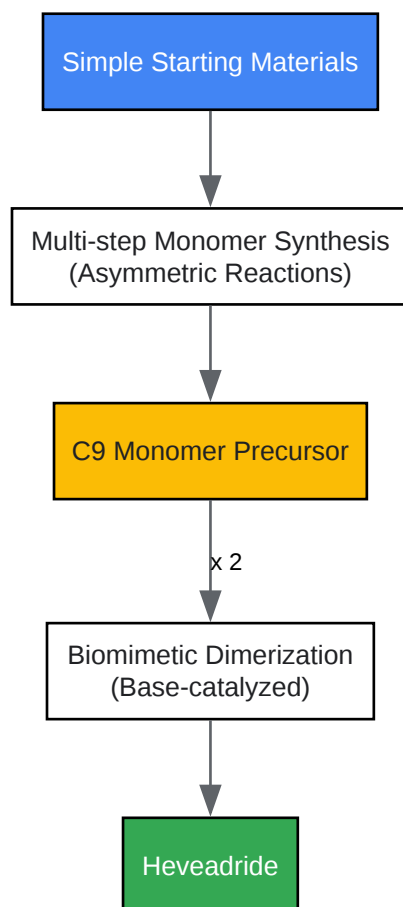 Simple Starting Materials
Multi-step Monomer Synthesis
(Asymmetric Reactions)
C9 Monomer Precursor
x 2
Biomimetic Dimerization
(Base-catalyzed)
Heveadride